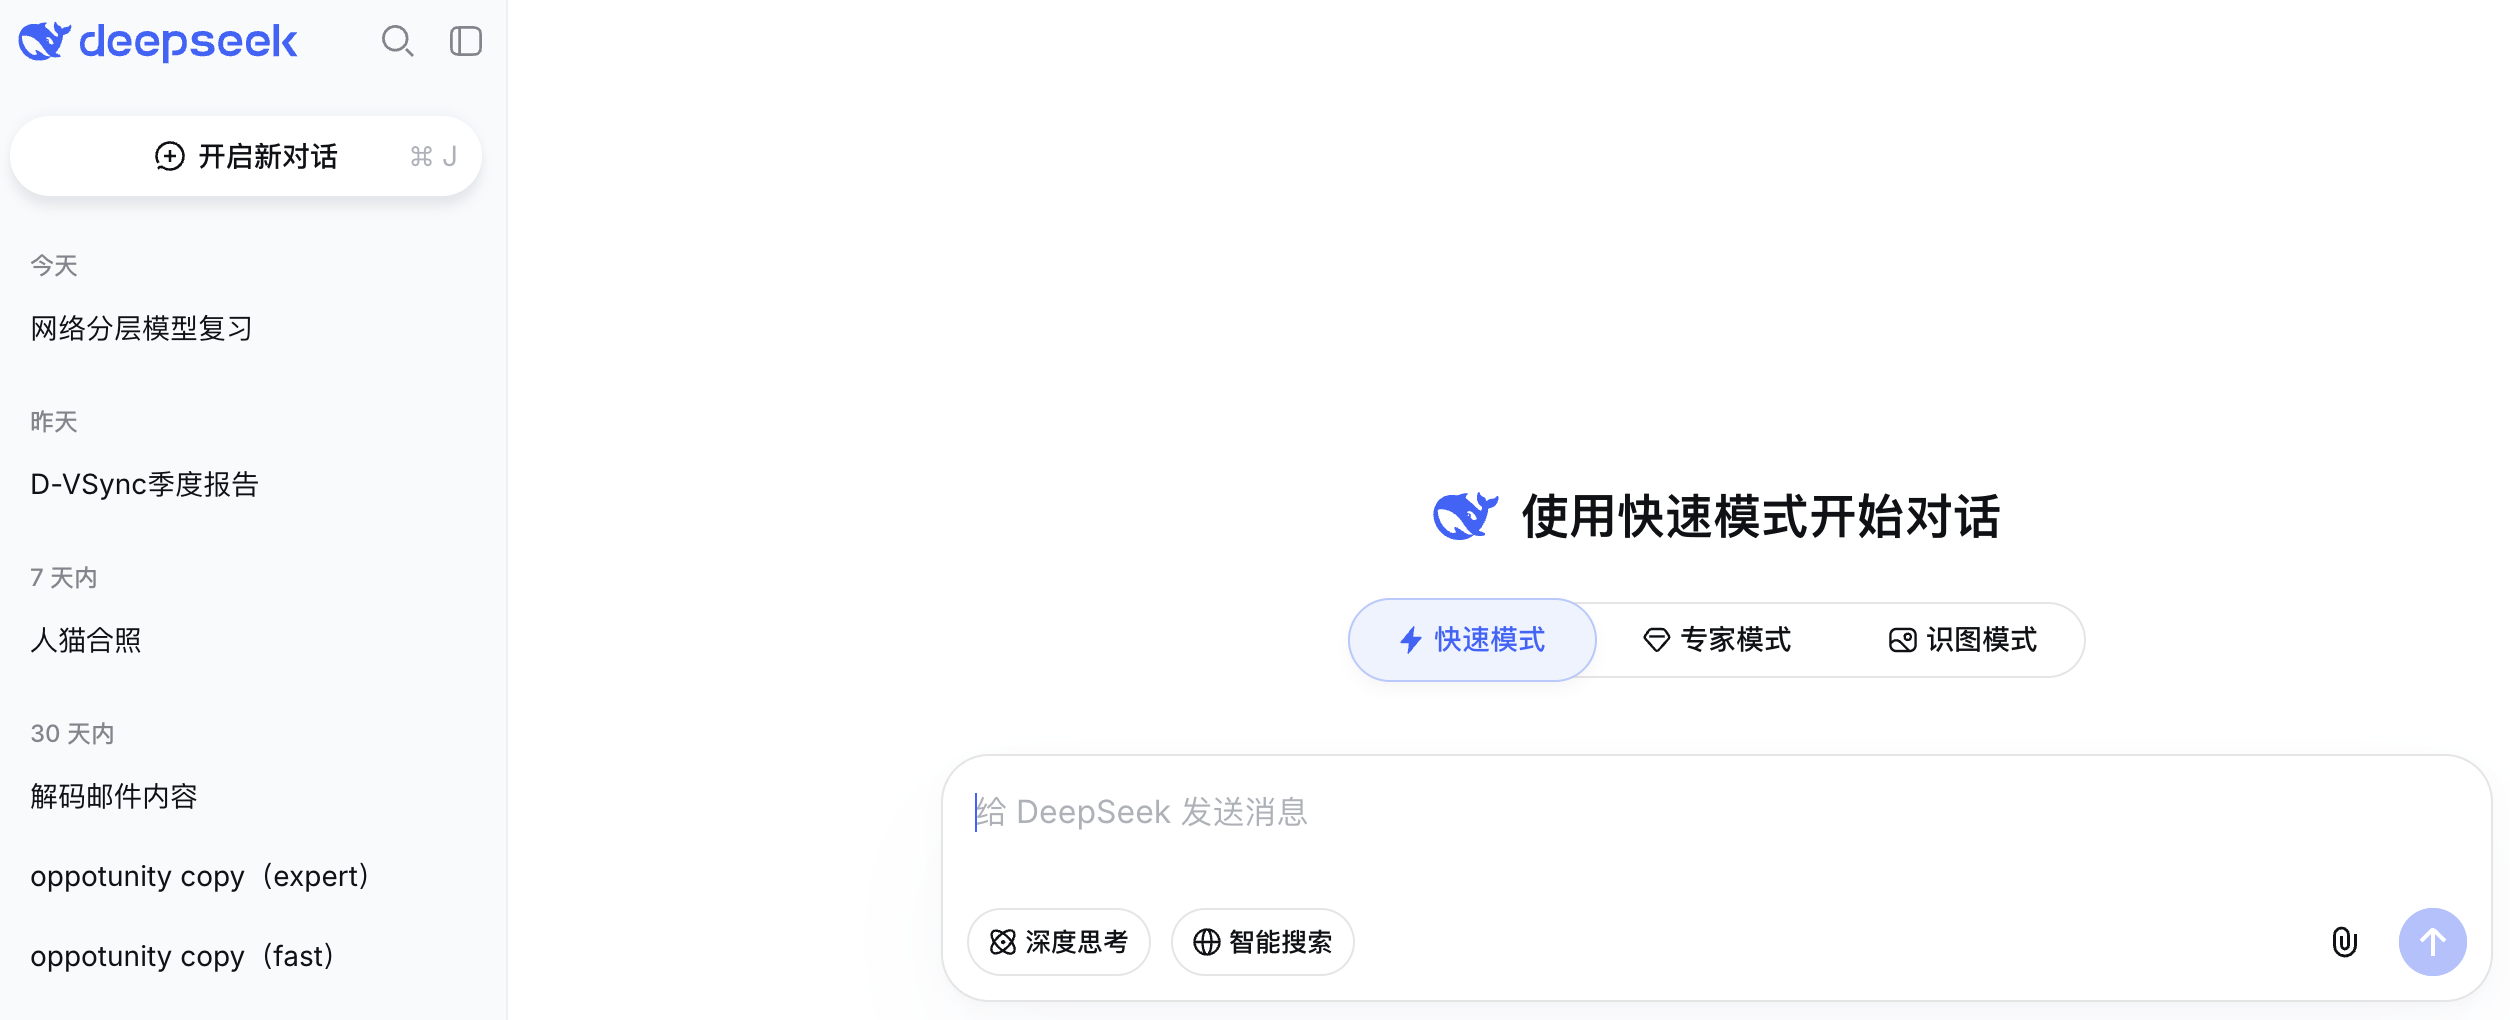 deepseek
开启新对话 ⌘ J
今天
网络分层模型复习
昨天
D-VSync季度报告
7 天内
人猫合照
30 天内
解码邮件内容
oppotunity copy（expert）
oppotunity copy（fast）
使用快速模式开始对话
快速模式 专家模式 识图模式
给 DeepSeek 发送消息
深度思考 智能搜索